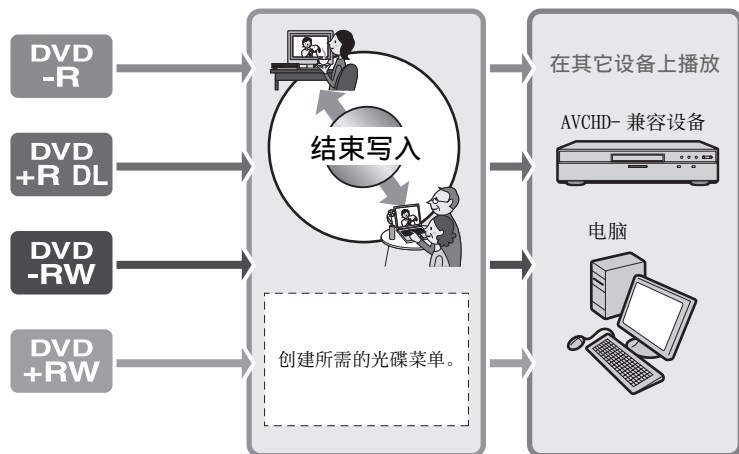 DVD
-R
DVD
+R DL
DVD
-RW
DVD
+RW
结束写入
创建所需的光碟菜单。
在其它设备上播放
AVCHD- 兼容设备
电脑